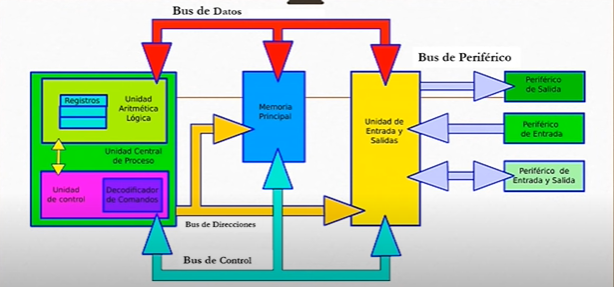 Bus de Datos
Bus de Periférico
Registros
Unidad
Aritmética
Lógica
Unidad Central
de Proceso
Unidad
de control
Decodificador
de Comandos
Memoria
Principal
Unidad de
Entrada y
Salidas
Periférico
de Salida
Periférico
de Entrada
Periférico de
Entrada y Salida
Bus de Direcciones
Bus de Control